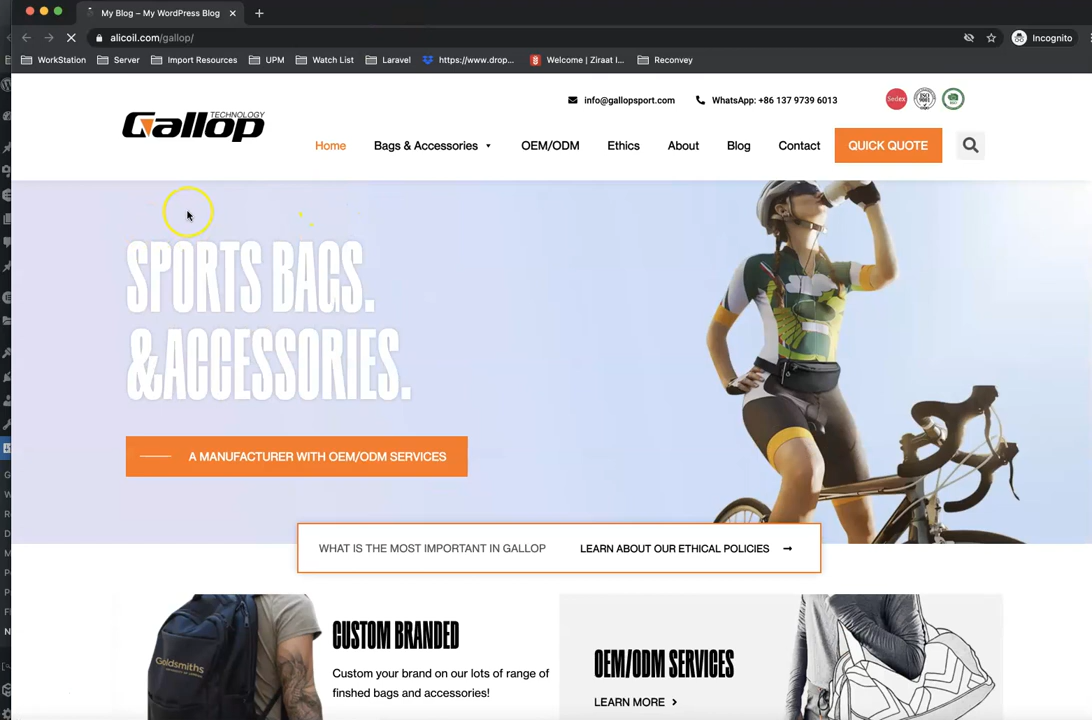 My Blog – My WordPress Blog
alicoil.com/gallop/
Incognito
WorkStation
Server
Import Resources
UPM
Watch List
Laravel
https://www.drop...
Welcome | Ziraat I...
Reconvey
info@gallopsport.com
WhatsApp: +86 137 9739 6013
Sedex
ISO
Gallop
TECHNOLOGY
Home
Bags & Accessories
OEM/ODM
Ethics
About
Blog
Contact
QUICK QUOTE
SPORTS BAGS.
&ACCESSORIES.
A MANUFACTURER WITH OEM/ODM SERVICES
WHAT IS THE MOST IMPORTANT IN GALLOP
LEARN ABOUT OUR ETHICAL POLICIES
Goldsmiths
CUSTOM BRANDED
Custom your brand on our lots of range of
finshed bags and accessories!
OEM/ODM SERVICES
LEARN MORE